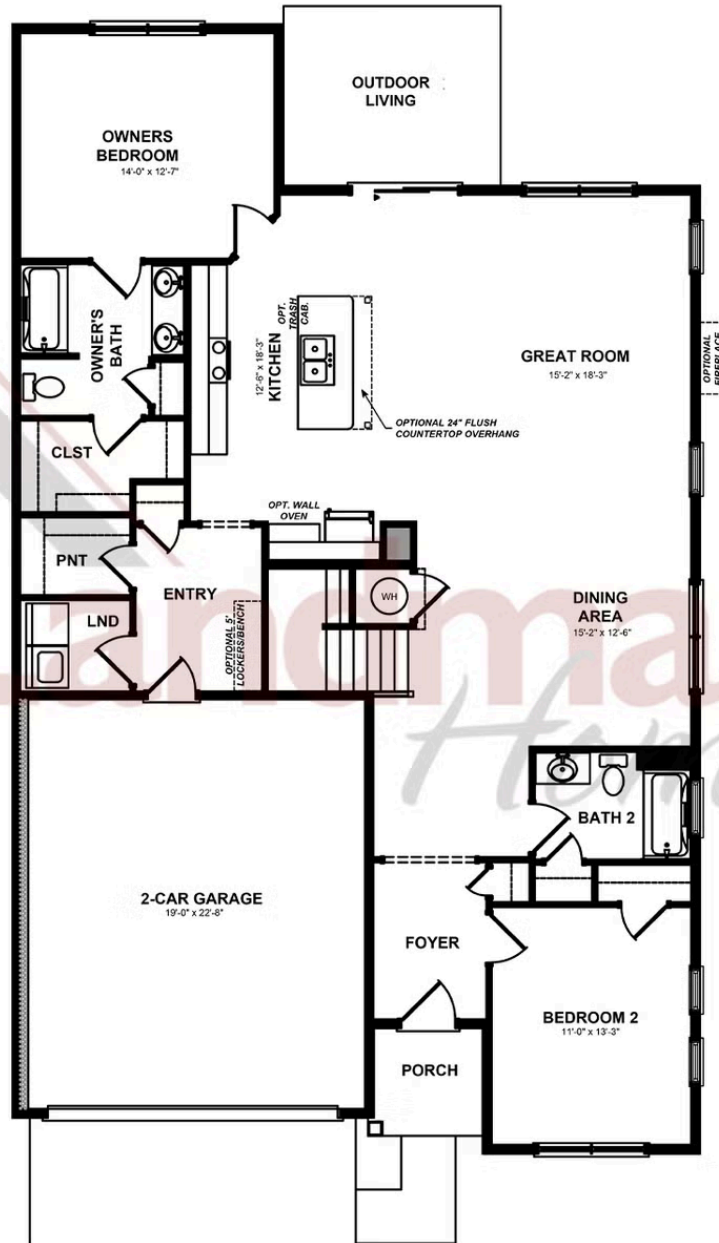 OUTDOOR
LIVING
OWNERS
BEDROOM
14'-0" x 12'-7"
OWNER'S
BATH
OPT.
TRASH
CAB.
KITCHEN
12'-6" x 18'-3"
GREAT ROOM
15'-2" x 18'-3"
OPTIONAL
FIREPLACE
OPTIONAL 24" FLUSH
COUNTERTOP OVERHANG
CLST
OPT. WALL
OVEN
PNT
ENTRY
WH
LND
OPTIONAL 5'
LOCKERS/BENCH
DINING
AREA
15'-2" x 12'-6"
Landma
Hom
BATH 2
2-CAR GARAGE
19'-0" x 22'-8"
FOYER
BEDROOM 2
11'-0" x 13'-3"
PORCH